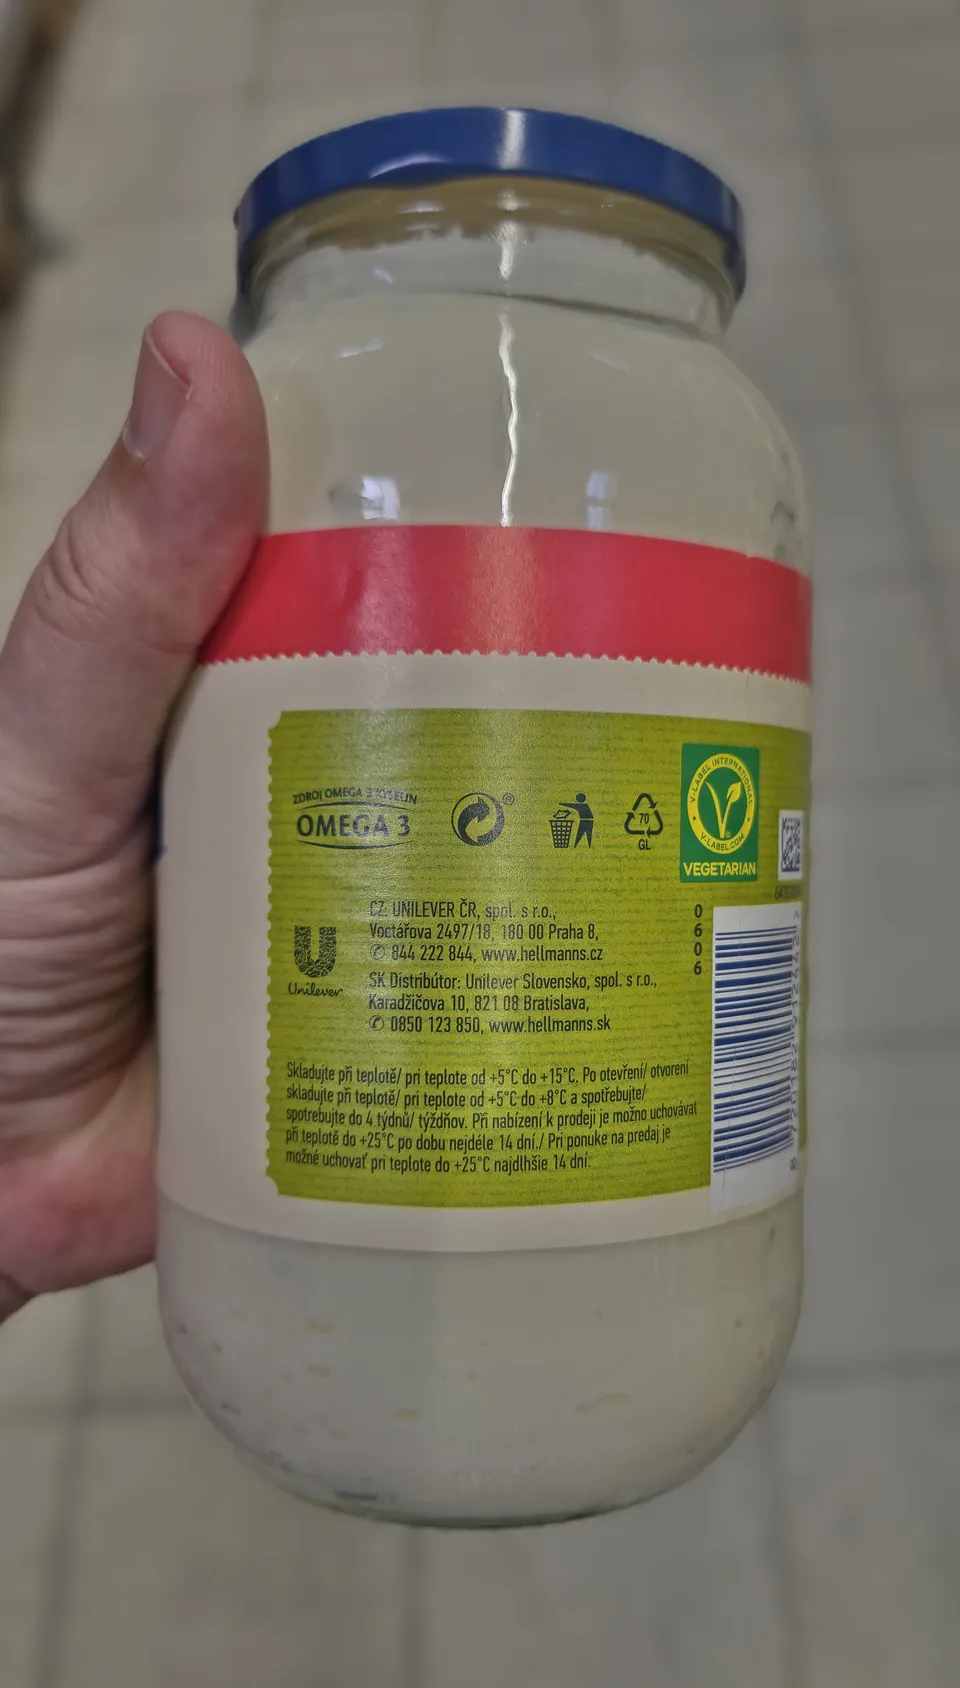 ZDROJ OMEGA 3 KYSELIN
OMEGA 3
®
70
GL
V-LABEL INTERNATIONAL
V-LABEL.COM
VEGETARIAN
Unilever
CZ: UNILEVER ČR, spol. s r.o.,
Voctářova 2497/18, 180 00 Praha 8,
✆ 844 222 844, www.hellmanns.cz
SK Distribútor: Unilever Slovensko, spol. s r.o.,
Karadžičova 10, 821 08 Bratislava,
✆ 0850 123 850, www.hellmanns.sk
0
6
0
6
Skladujte při teplotě/ pri teplote od +5°C do +15°C. Po otevření/ otvorení
skladujte při teplotě/ pri teplote od +5°C do +8°C a spotřebujte/
spotrebujte do 4 týdnů/ týždňov. Při nabízení k prodeji je možno uchovávat
při teplotě do +25°C po dobu nejdéle 14 dní./ Pri ponuke na predaj je
možné uchovať pri teplote do +25°C najdlhšie 14 dní.